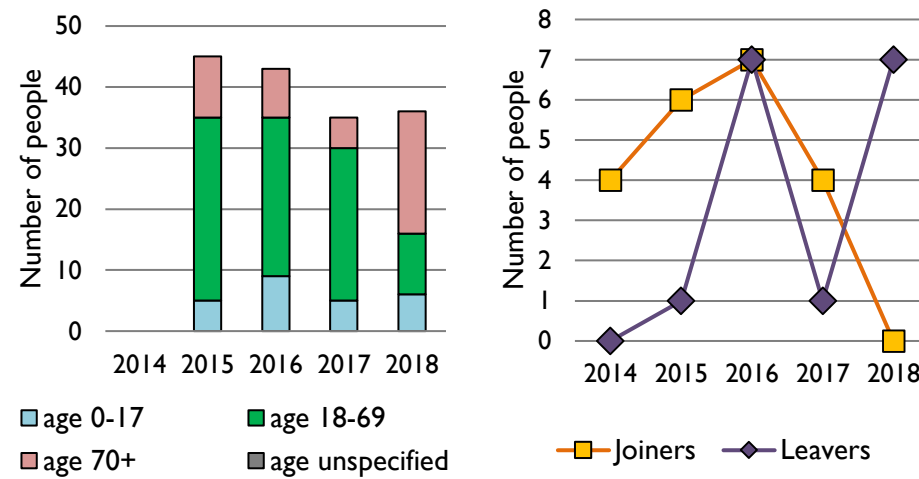 Number of people
50
40
30
20
10
0
2014 2015 2016 2017 2018
age 0-17 age 18-69
age 70+ age unspecified
Number of people
8
7
6
5
4
3
2
1
0
2014 2015 2016 2017 2018
Joiners Leavers